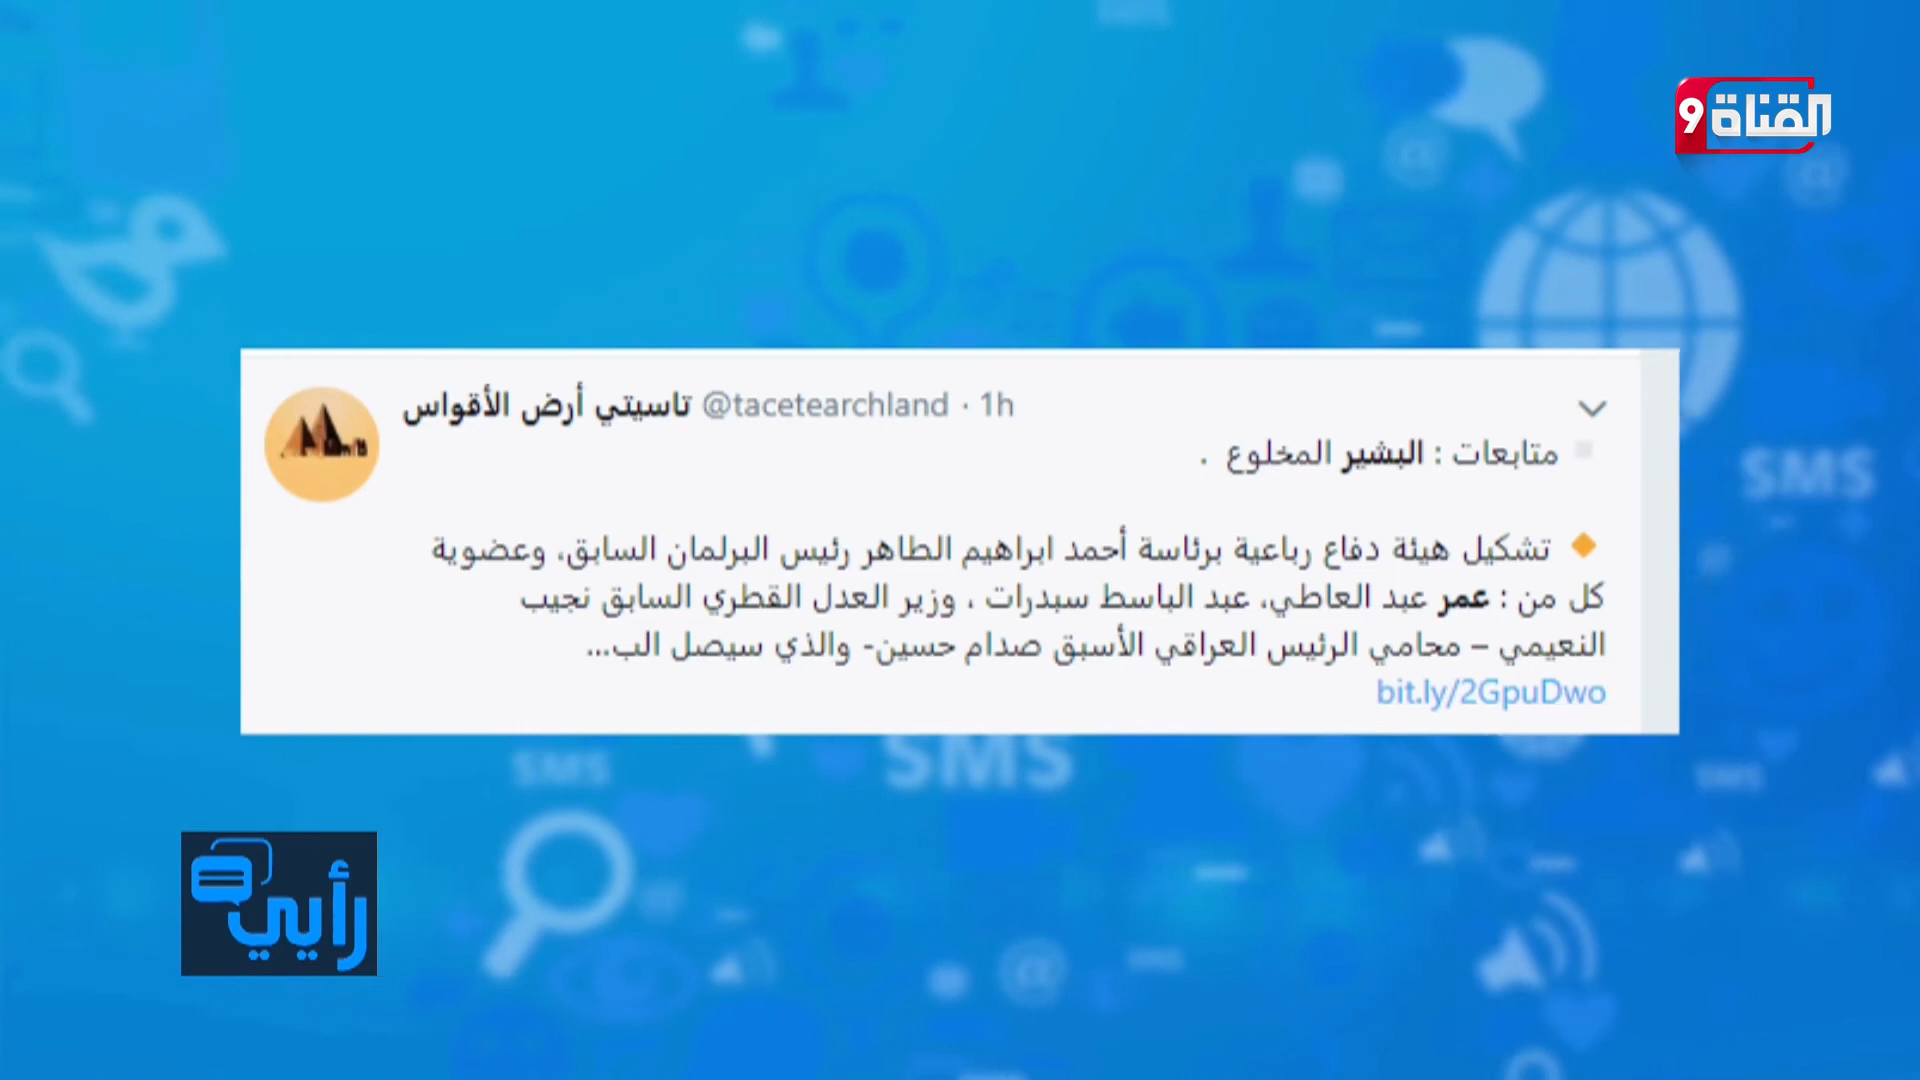 القناة 9
تاسيتي أرض الأقواس @tacetearchland · 1h
متابعات : البشير المخلوع .
تشكيل هيئة دفاع رباعية برئاسة أحمد ابراهيم الطاهر رئيس البرلمان السابق، وعضوية
كل من : عمر عبد العاطي، عبد الباسط سبدرات ، وزير العدل القطري السابق نجيب
النعيمي – محامي الرئيس العراقي الأسبق صدام حسين- والذي سيصل الب...
bit.ly/2GpuDwo
SMS
SMS
SMS
SMS
رأيي